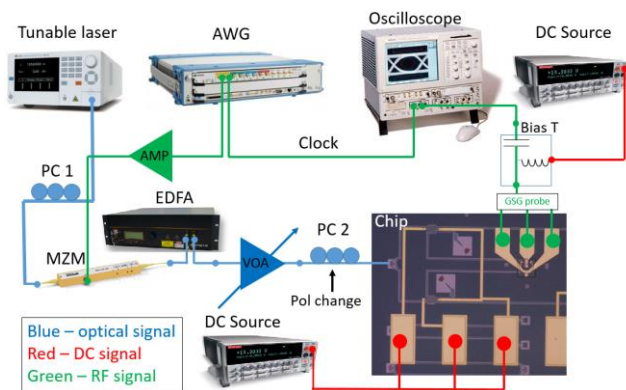 Tunable laser
AWG
Oscilloscope
DC Source
Clock
Bias T
AMP
PC 1
EDFA
GSG probe
PC 2
Chip
MZM
VOA
Pol change
DC Source
Blue – optical signal
Red – DC signal
Green – RF signal